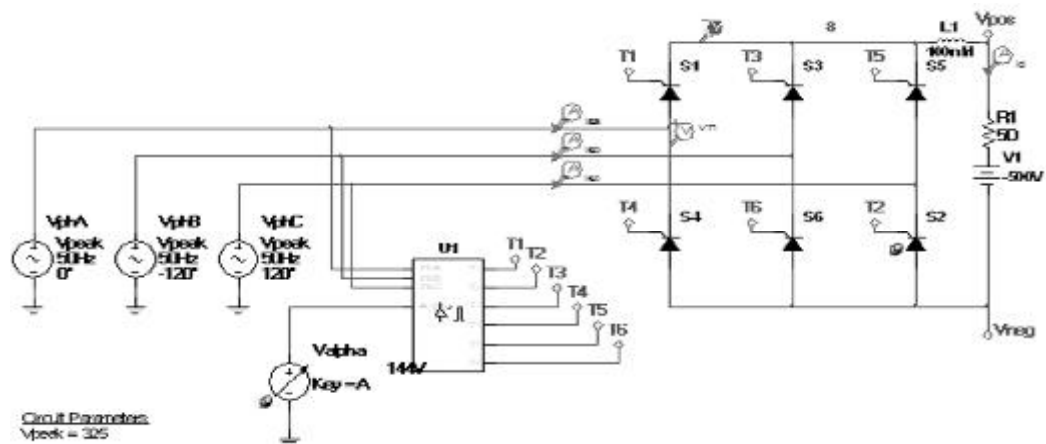 Vpos
8
L1
100mH
T1
S1
T3
S3
T5
S5
R1
V1
-500V
T4
S4
T6
S6
T2
S2
VphA
Vpeak
50Hz
0°
VphB
Vpeak
50Hz
-120°
VphC
Vpeak
50Hz
120°
U1
T1
T2
T3
T4
T5
T6
144V
Valpha
Key=A
Vneg
Circuit Parameters
Vpeak = 325